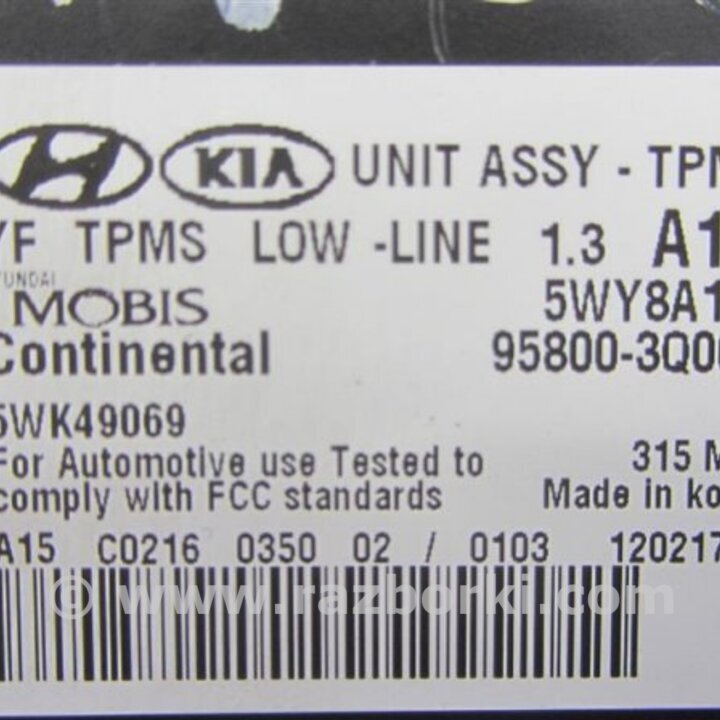 KIA UNIT ASSY - TPM
YF TPMS LOW -LINE 1.3 A1
HYUNDAI
MOBIS 5WY8A1
Continental 95800-3Q00
5WK49069
For Automotive use Tested to 315 M
comply with FCC standards Made in ko
A15 C0216 0350 02 / 0103 120217
© www.razborki.com